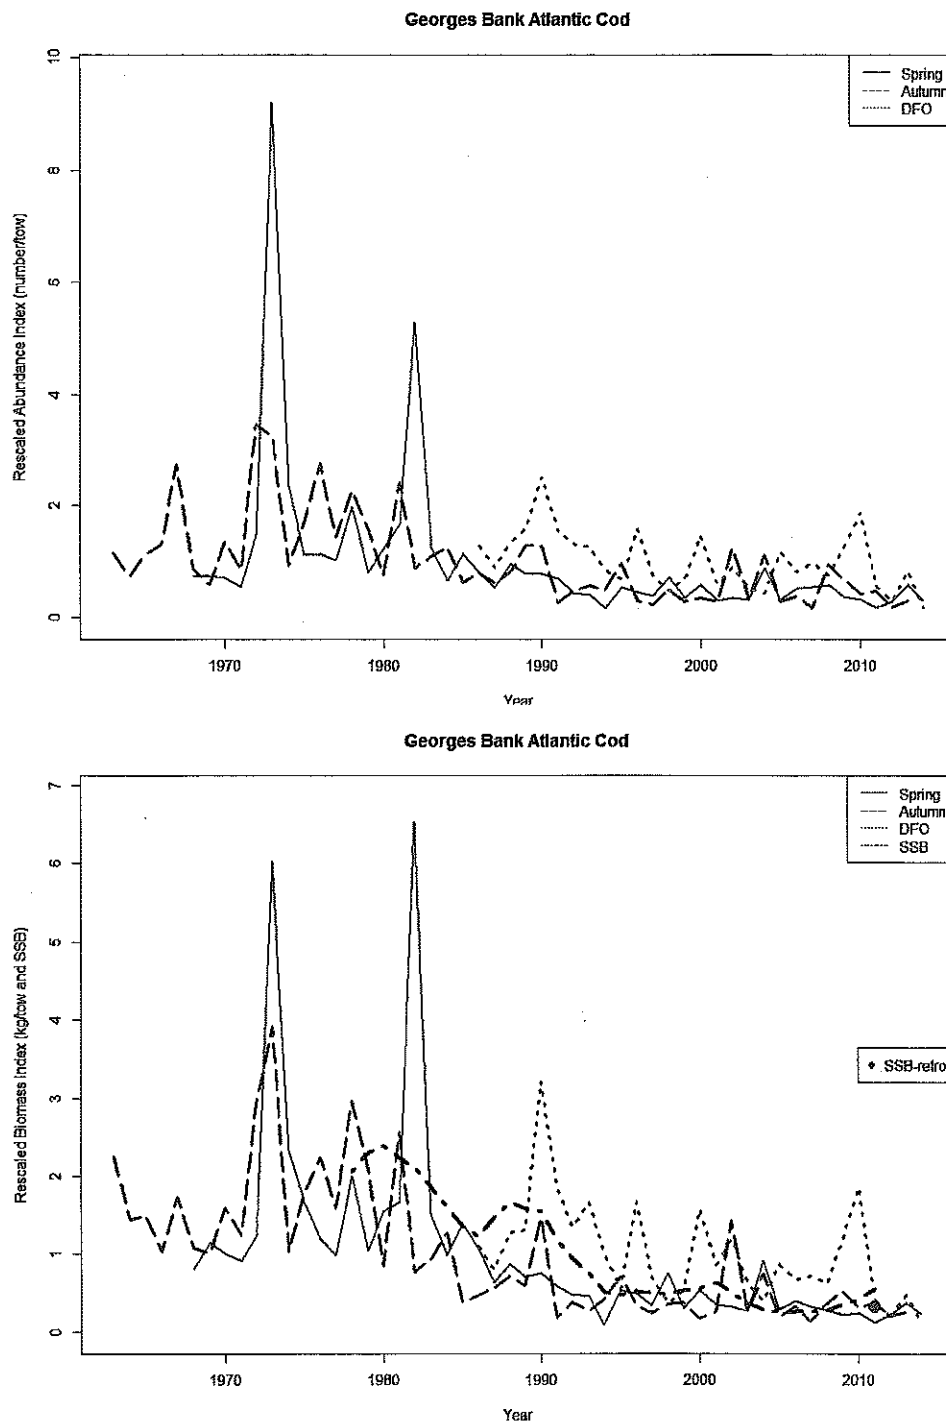 Georges Bank Atlantic Cod
Rescaled Abundance Index (number/tow)
10
8
6
4
2
0
Spring
Autumn
DFO
1970
1980
1990
2000
2010
Year
Georges Bank Atlantic Cod
Rescaled Biomass Index (kg/tow and SSB)
7
6
5
4
3
2
1
0
Spring
Autumn
DFO
SSB
SSB-retro
1970
1980
1990
2000
2010
Year